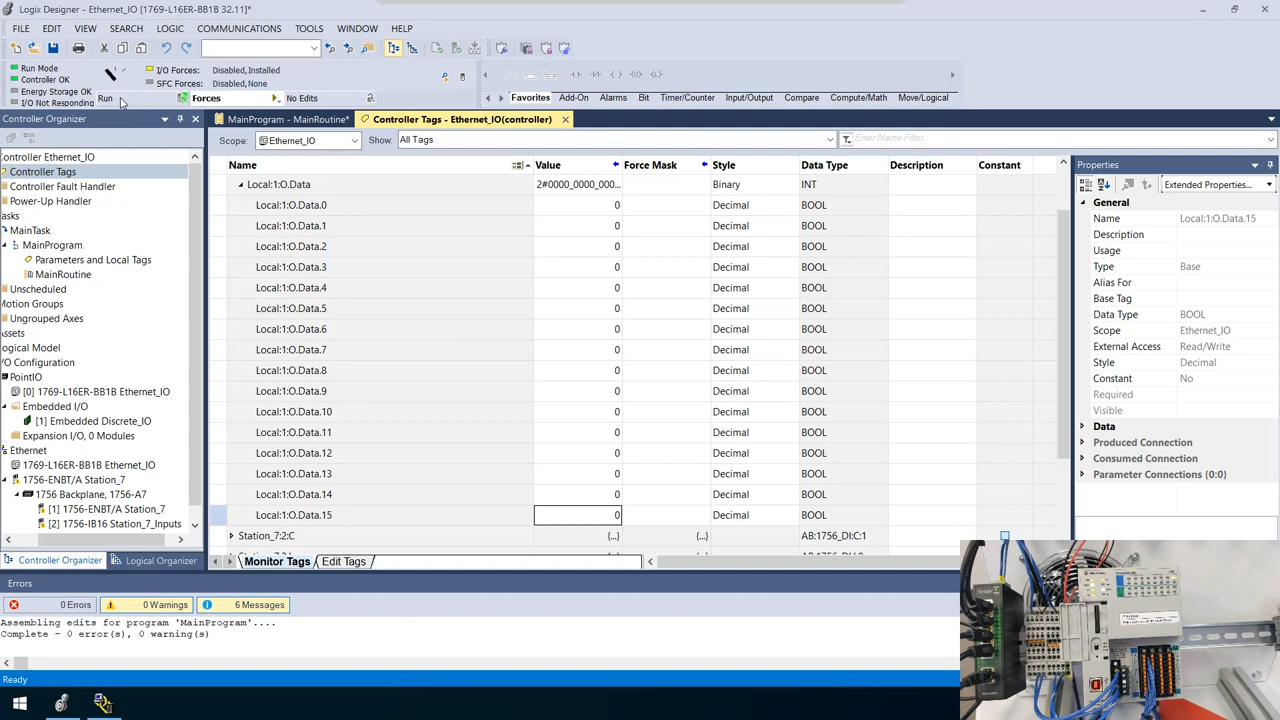 Logix Designer - Ethernet_IO [1769-L16ER-BB1B 32.11]*
FILE EDIT VIEW SEARCH LOGIC COMMUNICATIONS TOOLS WINDOW HELP
Run Mode
Controller OK
Energy Storage OK
I/O Not Responding
I/O Forces: Disabled,Installed
SFC Forces: Disabled,None
Run Forces No Edits
Favorites Add-On Alarms Bit Timer/Counter Input/Output Compare Compute/Math Move/Logical
Controller Organizer
MainProgram - MainRoutine* Controller Tags - Ethernet_IO(controller)
Scope: Ethernet_IO Show: All Tags Enter Name Filter...
ontroller Ethernet_IO
Controller Tags
Controller Fault Handler
Power-Up Handler
asks
MainTask
MainProgram
Parameters and Local Tags
MainRoutine
Unscheduled
Motion Groups
Ungrouped Axes
ssets
ogical Model
/O Configuration
PointIO
[0] 1769-L16ER-BB1B Ethernet_IO
Embedded I/O
[1] Embedded Discrete_IO
Expansion I/O, 0 Modules
Ethernet
1769-L16ER-BB1B Ethernet_IO
1756-ENBT/A Station_7
1756 Backplane, 1756-A7
[1] 1756-ENBT/A Station_7
[2] 1756-IB16 Station_7_Inputs
Controller Organizer Logical Organizer
Name Value Force Mask Style Data Type Description Constant
Local:1:O.Data 2#0000_0000_000... Binary INT
Local:1:O.Data.0 0 Decimal BOOL
Local:1:O.Data.1 0 Decimal BOOL
Local:1:O.Data.2 0 Decimal BOOL
Local:1:O.Data.3 0 Decimal BOOL
Local:1:O.Data.4 0 Decimal BOOL
Local:1:O.Data.5 0 Decimal BOOL
Local:1:O.Data.6 0 Decimal BOOL
Local:1:O.Data.7 0 Decimal BOOL
Local:1:O.Data.8 0 Decimal BOOL
Local:1:O.Data.9 0 Decimal BOOL
Local:1:O.Data.10 0 Decimal BOOL
Local:1:O.Data.11 0 Decimal BOOL
Local:1:O.Data.12 0 Decimal BOOL
Local:1:O.Data.13 0 Decimal BOOL
Local:1:O.Data.14 0 Decimal BOOL
Local:1:O.Data.15 0 Decimal BOOL
Station_7:2:C {...} {...} AB:1756_DI:C:1
Monitor Tags Edit Tags
Properties
Extended Properties...
General
Name Local:1:O.Data.15
Description
Usage
Type Base
Alias For
Base Tag
Data Type BOOL
Scope Ethernet_IO
External Access Read/Write
Style Decimal
Constant No
Required
Visible
Data
Produced Connection
Consumed Connection
Parameter Connections (0:0)
Errors
0 Errors 0 Warnings 6 Messages
Assembling edits for program 'MainProgram'....
Complete - 0 error(s), 0 warning(s)
Ready